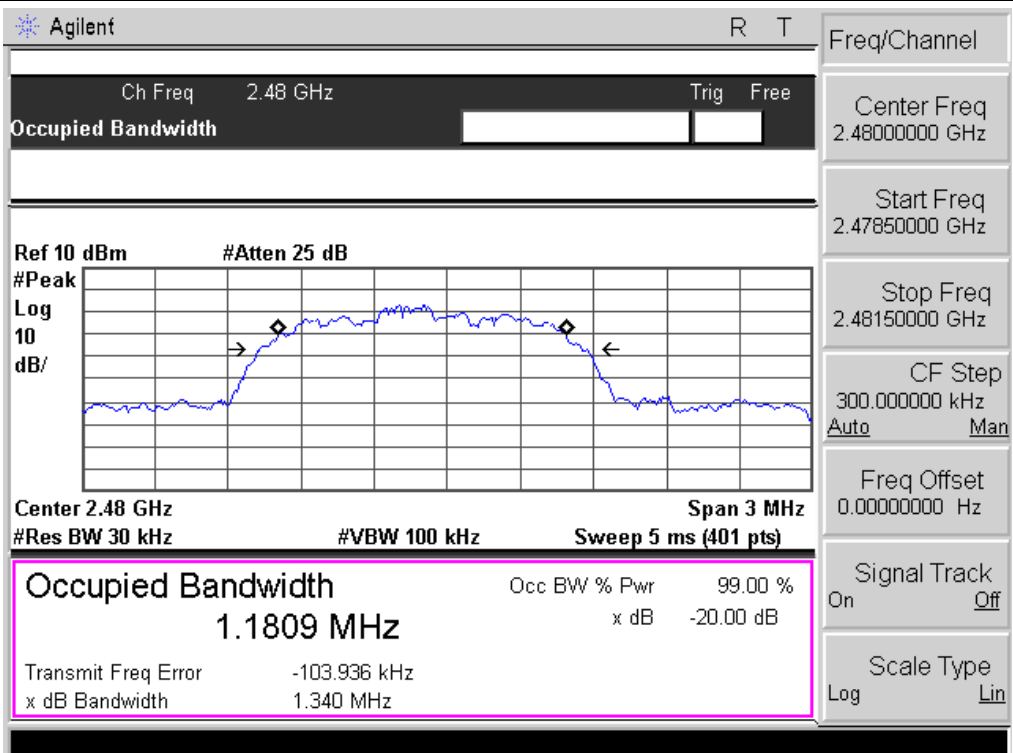 Agilent R T
Ch Freq 2.48 GHz Trig Free
Occupied Bandwidth
Ref 10 dBm #Atten 25 dB
#Peak
Log
10
dB/
Center 2.48 GHz Span 3 MHz
#Res BW 30 kHz #VBW 100 kHz Sweep 5 ms (401 pts)
Occupied Bandwidth Occ BW % Pwr 99.00 %
1.1809 MHz x dB -20.00 dB
Transmit Freq Error -103.936 kHz
x dB Bandwidth 1.340 MHz
Freq/Channel
Center Freq
2.48000000 GHz
Start Freq
2.47850000 GHz
Stop Freq
2.48150000 GHz
CF Step
300.000000 kHz
Auto Man
Freq Offset
0.00000000 Hz
Signal Track
On Off
Scale Type
Log Lin